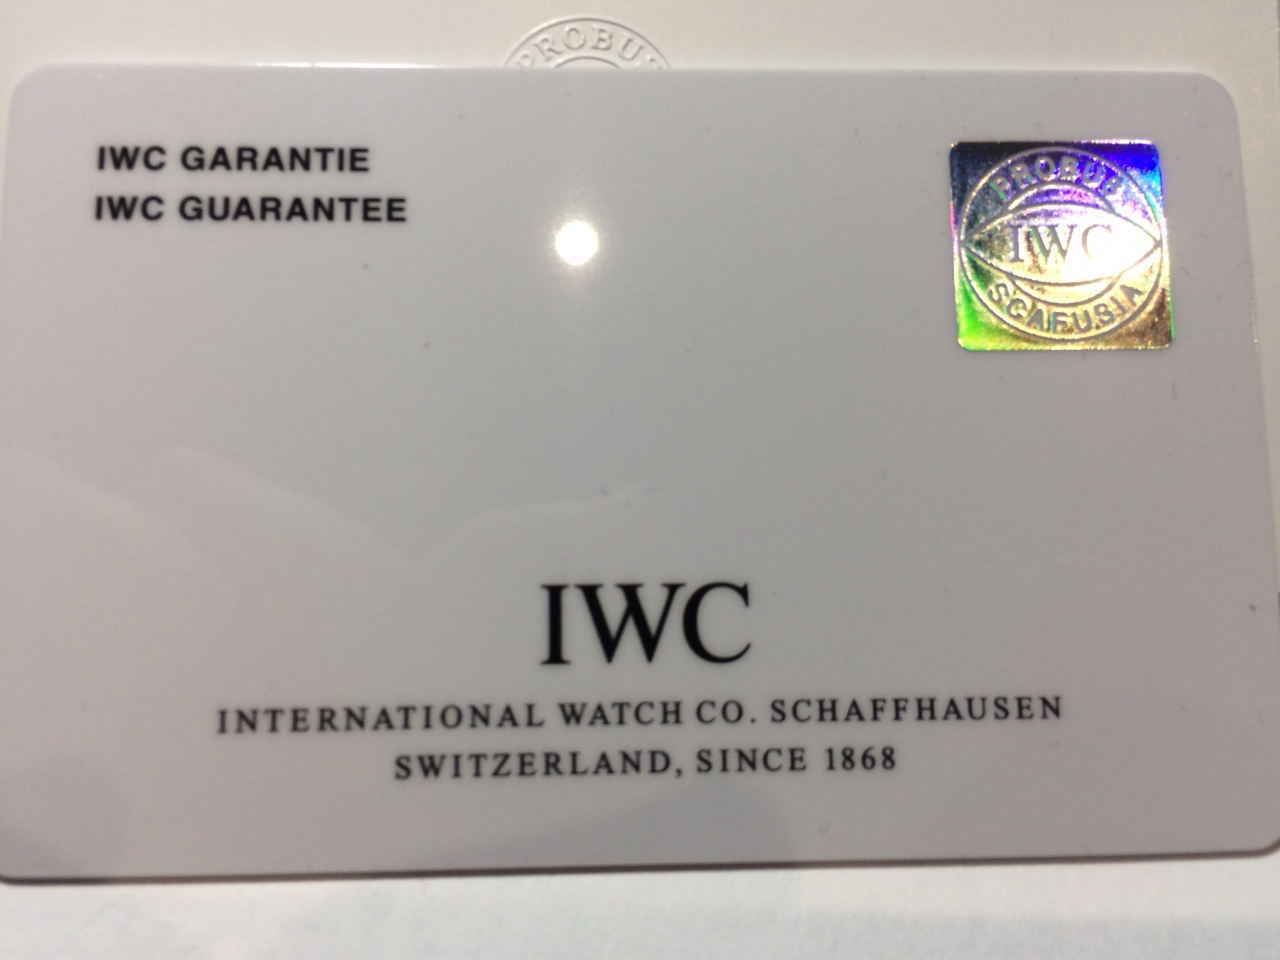 PROBUS
IWC GARANTIE
IWC GUARANTEE
PROBUS
IWC
SCAFUSIA
IWC
INTERNATIONAL WATCH CO. SCHAFFHAUSEN
SWITZERLAND, SINCE 1868